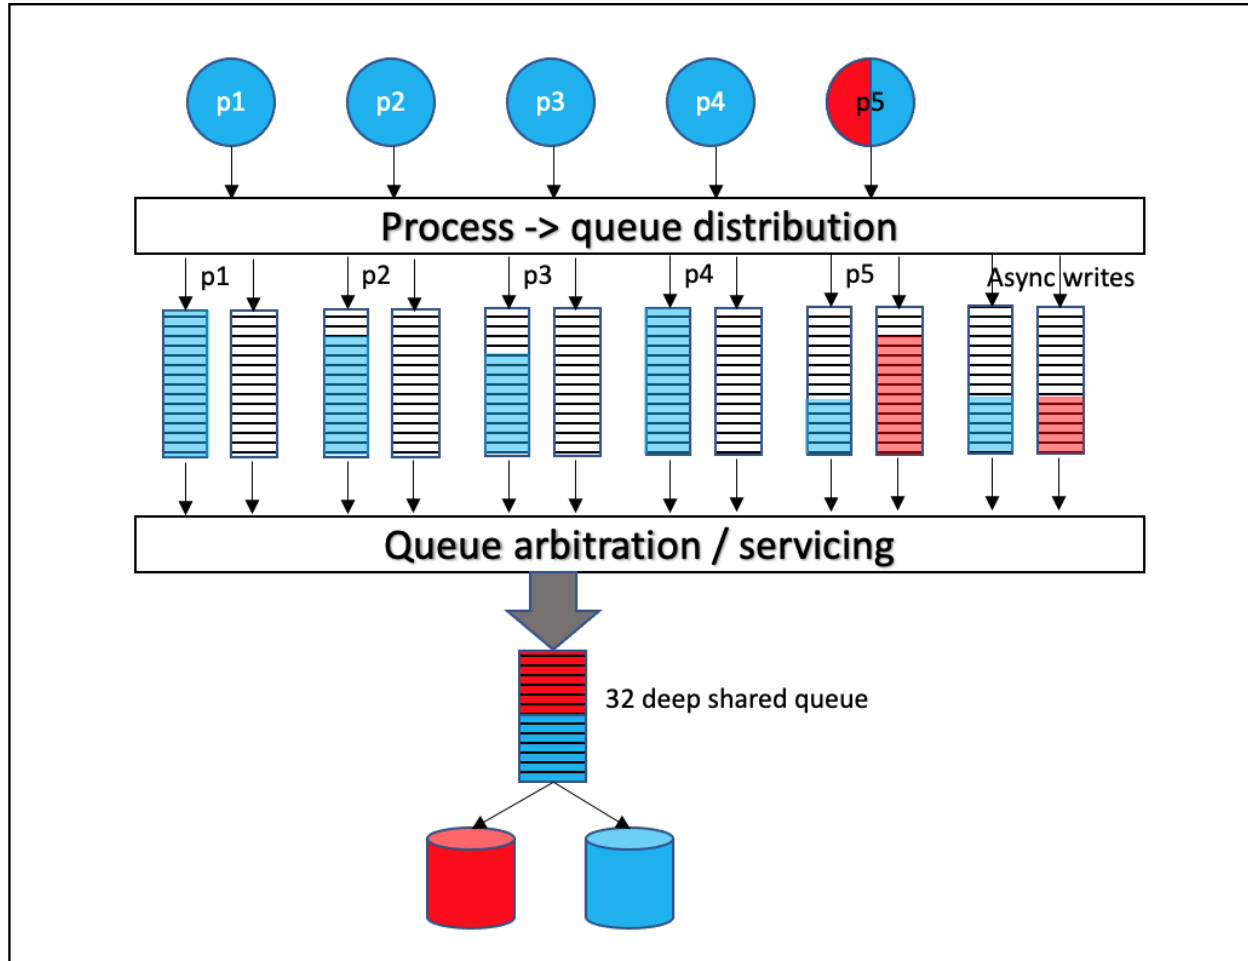 p1
p2
p3
p4
p5
Process -> queue distribution
p1
p2
p3
p4
p5
Async writes
Queue arbitration / servicing
32 deep shared queue